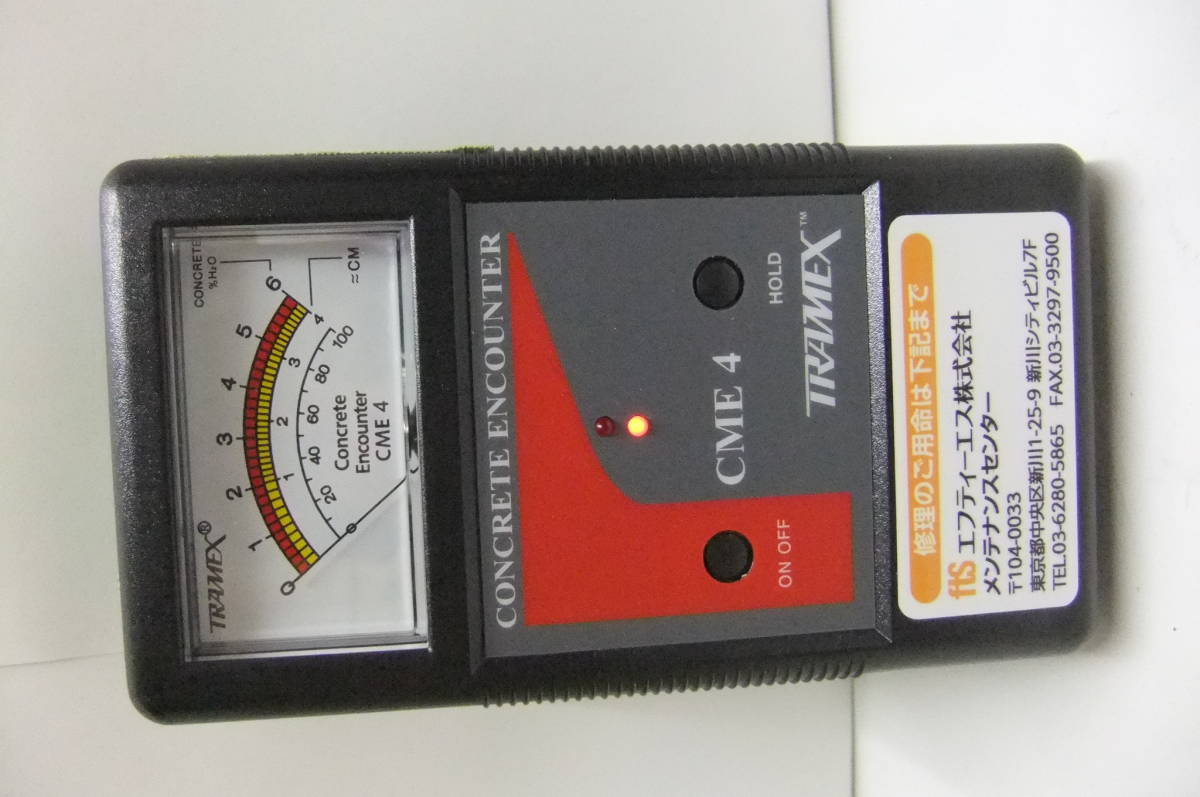 TRAMEX®
CONCRETE
% H2O
0 1 2 3 4 5 6
≈CM
1 2 3 4
0 20 40 60 80 100
Concrete
Encounter
CME 4
CONCRETE ENCOUNTER
CME 4
ON OFF
HOLD
TRAMEX™
修理のご用命は下記まで
ftS エフティーエス株式会社
メンテナンスセンター
〒104-0033
東京都中央区新川1-25-9 新川シティビル7F
TEL.03-6280-5865 FAX.03-3297-9500